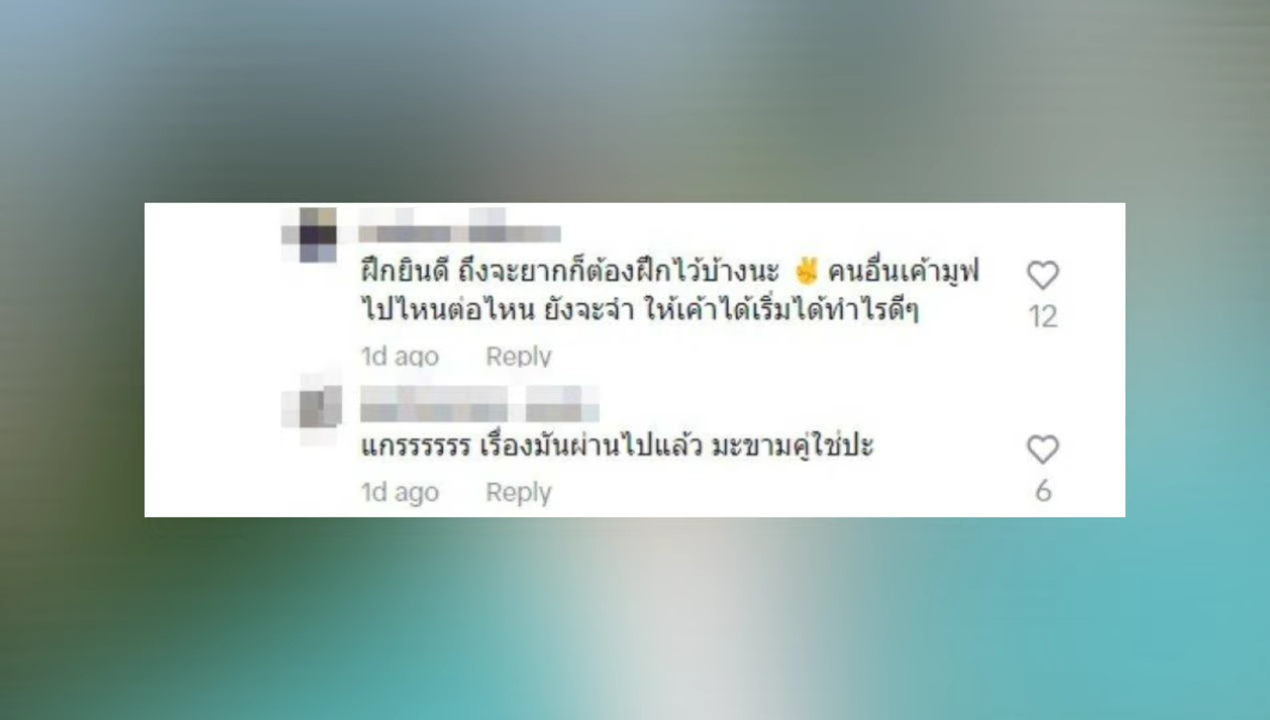 ฝึกยินดี ถึงจะยากก็ต้องฝึกไว้บ้างนะ ✌ คนอื่นเค้ามูฟ
ไปไหนต่อไหน ยังจะจำ ให้เค้าได้เริ่มได้ทำไรดีๆ
12
1d ago Reply
แกรรรรรร เรื่องมันผ่านไปแล้ว มะขามคู่ใช่ปะ
1d ago Reply
6